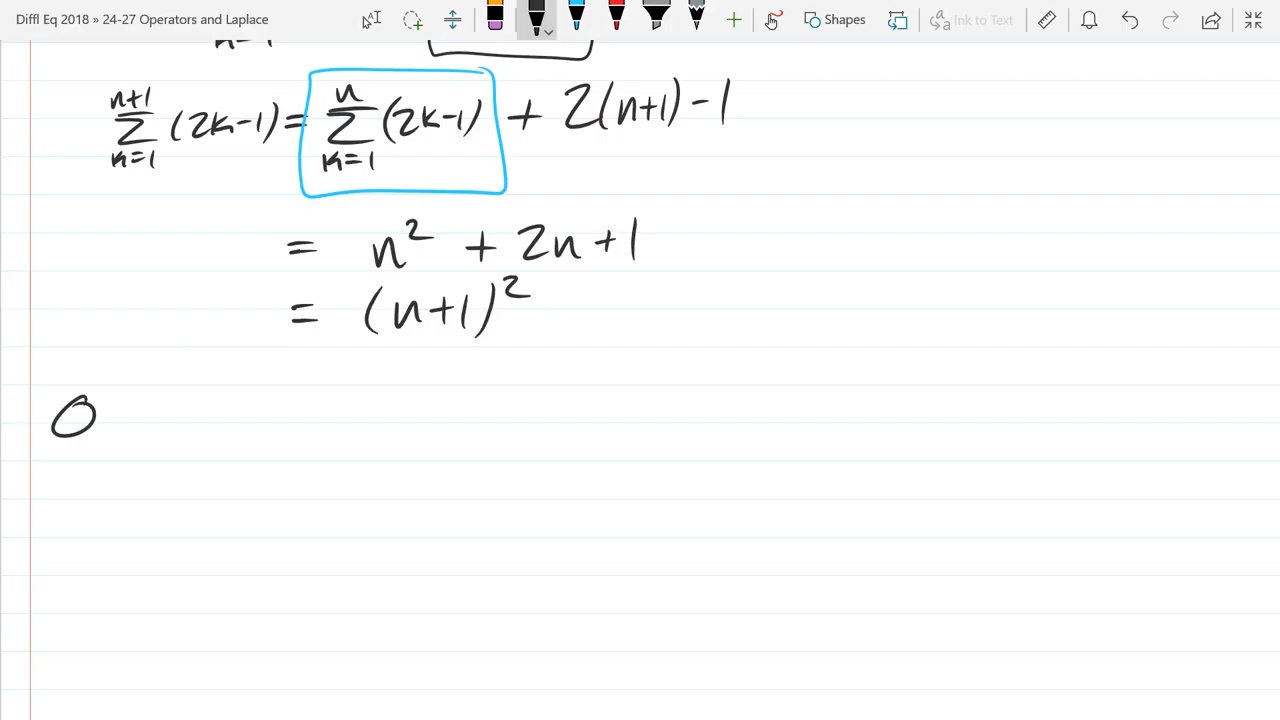 Diffl Eq 2018 » 24-27 Operators and Laplace
Shapes
Ink to Text
k=1
n+1 ∑ k=1 (2k-1) = n ∑ k=1 (2k-1) + 2(n+1)-1
= n² + 2n+1
= (n+1)²
O